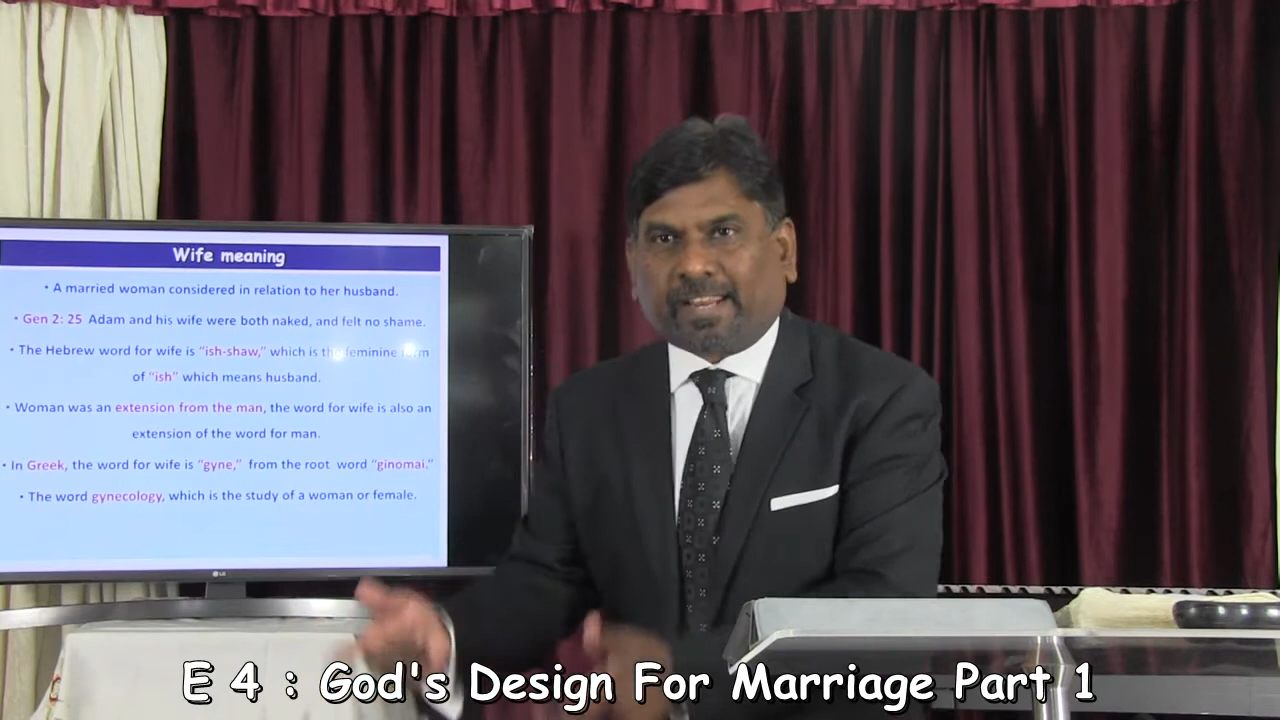 Wife meaning
• A married woman considered in relation to her husband.
• Gen 2: 25 Adam and his wife were both naked, and felt no shame.
• The Hebrew word for wife is "ish-shaw," which is the feminine form
of "ish" which means husband.
• Woman was an extension from the man, the word for wife is also an
extension of the word for man.
• In Greek, the word for wife is "gyne," from the root word "ginomai."
• The word gynecology, which is the study of a woman or female.
LG
E 4 : God's Design For Marriage Part 1